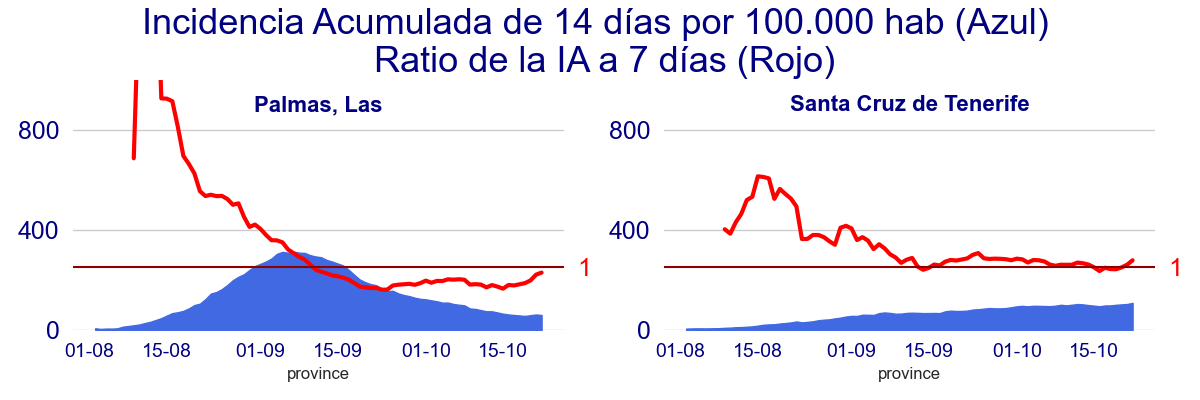 Incidencia Acumulada de 14 días por 100.000 hab (Azul)
Ratio de la IA a 7 días (Rojo)
Palmas, Las
800
400
0
1
01-08 15-08 01-09 15-09 01-10 15-10
province
Santa Cruz de Tenerife
800
400
0
1
01-08 15-08 01-09 15-09 01-10 15-10
province